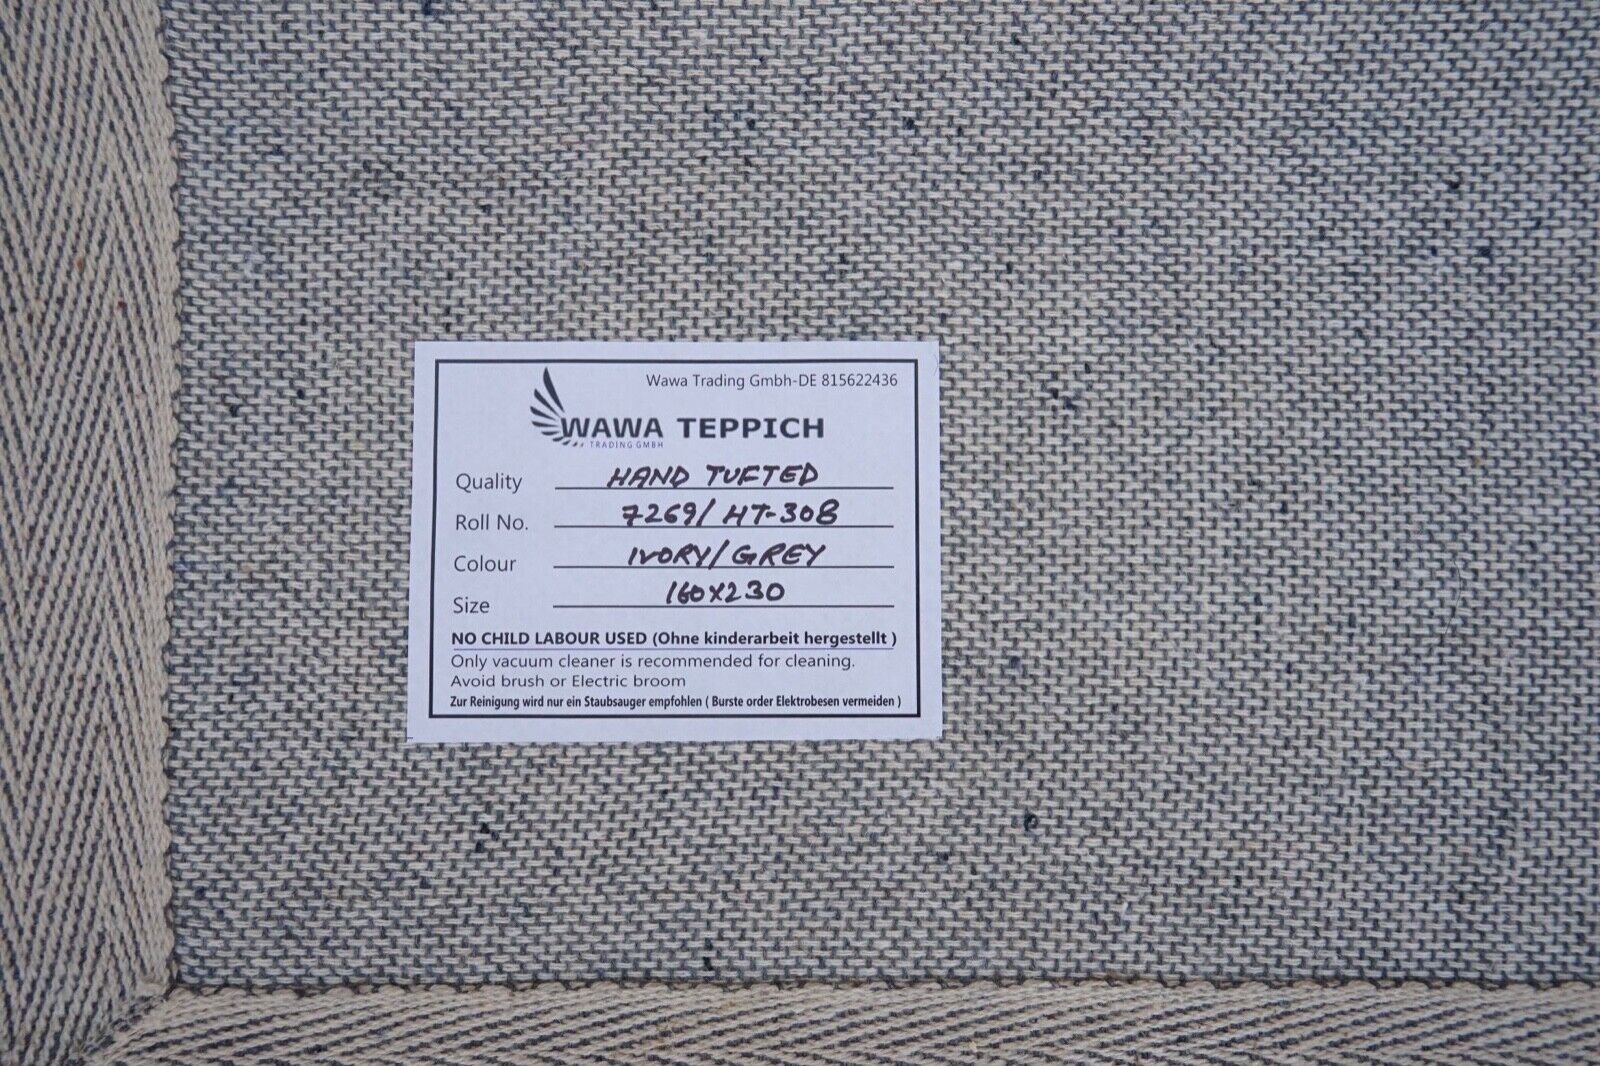 Wawa Trading Gmbh-DE 815622436
WAWA TEPPICH
TRADING GMBH
Quality HAND TUFTED
Roll No. 7269/HT-308
Colour IVORY/GREY
Size 160X230
NO CHILD LABOUR USED (Ohne kinderarbeit hergestellt )
Only vacuum cleaner is recommended for cleaning.
Avoid brush or Electric broom
Zur Reinigung wird nur ein Staubsauger empfohlen ( Burste order Elektrobesen vermeiden )